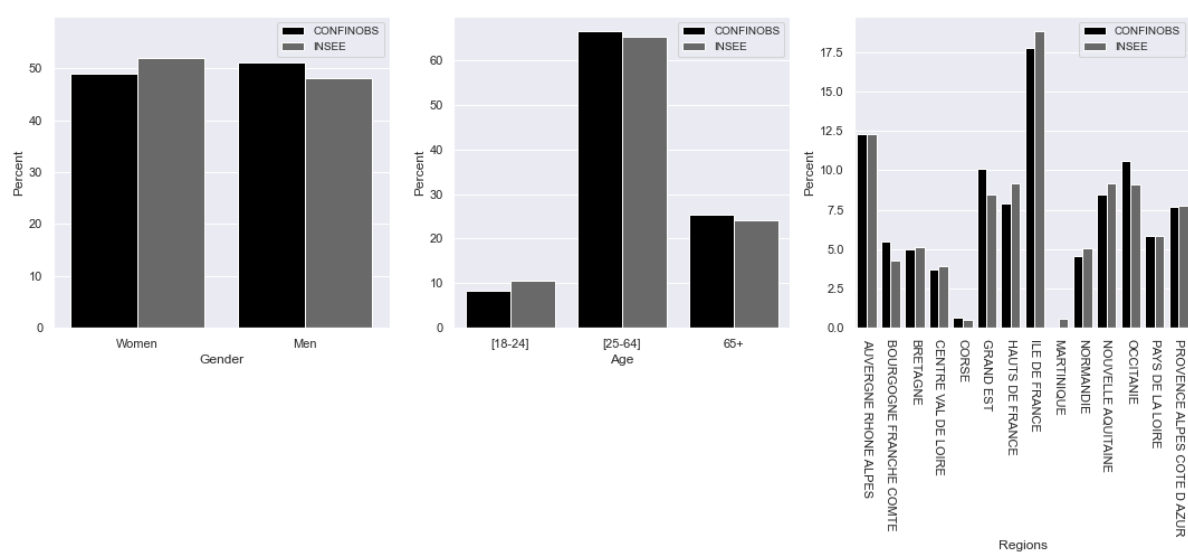 CONFINOBS
INSEE
50
40
30
20
10
0
Percent
Women
Men
Gender
CONFINOBS
INSEE
60
50
40
30
20
10
0
Percent
[18-24]
[25-64]
65+
Age
CONFINOBS
INSEE
17.5
15.0
12.5
10.0
7.5
5.0
2.5
0.0
Percent
AUVERGNE RHONE ALPES
BOURGOGNE FRANCHE COMTE
BRETAGNE
CENTRE VAL DE LOIRE
CORSE
GRAND EST
HAUTS DE FRANCE
ILE DE FRANCE
MARTINIQUE
NORMANDIE
NOUVELLE AQUITAINE
OCCITANIE
PAYS DE LA LOIRE
PROVENCE ALPES COTE D AZUR
Regions